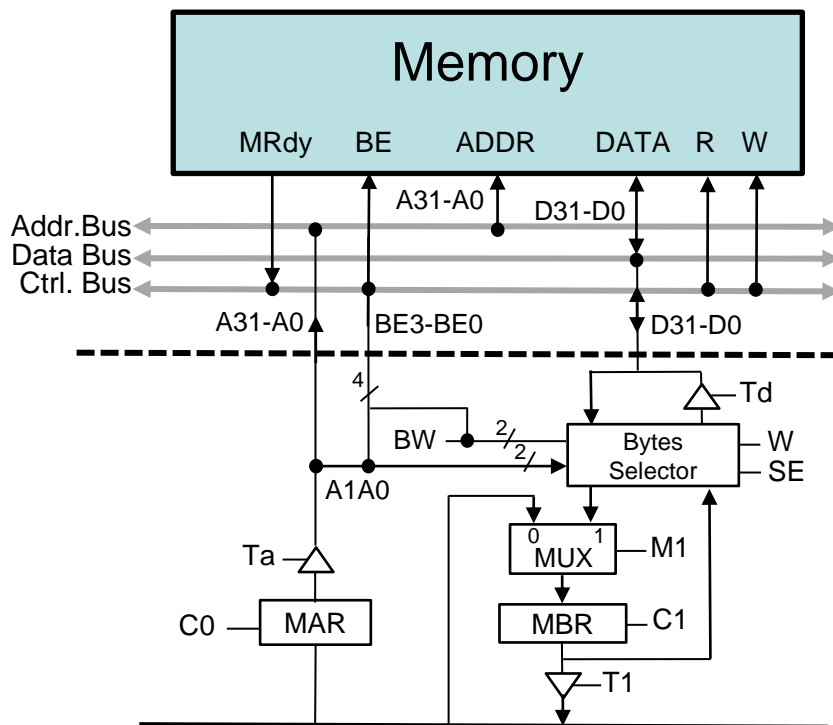 Memory
MRdy BE ADDR DATA R W
A31-A0 D31-D0
Addr.Bus
Data Bus
Ctrl. Bus
A31-A0 BE3-BE0 D31-D0
4 Td
BW 2 2 Bytes Selector W
SE
A1A0
0 1
Ta MUX M1
C0 MAR MBR C1
T1